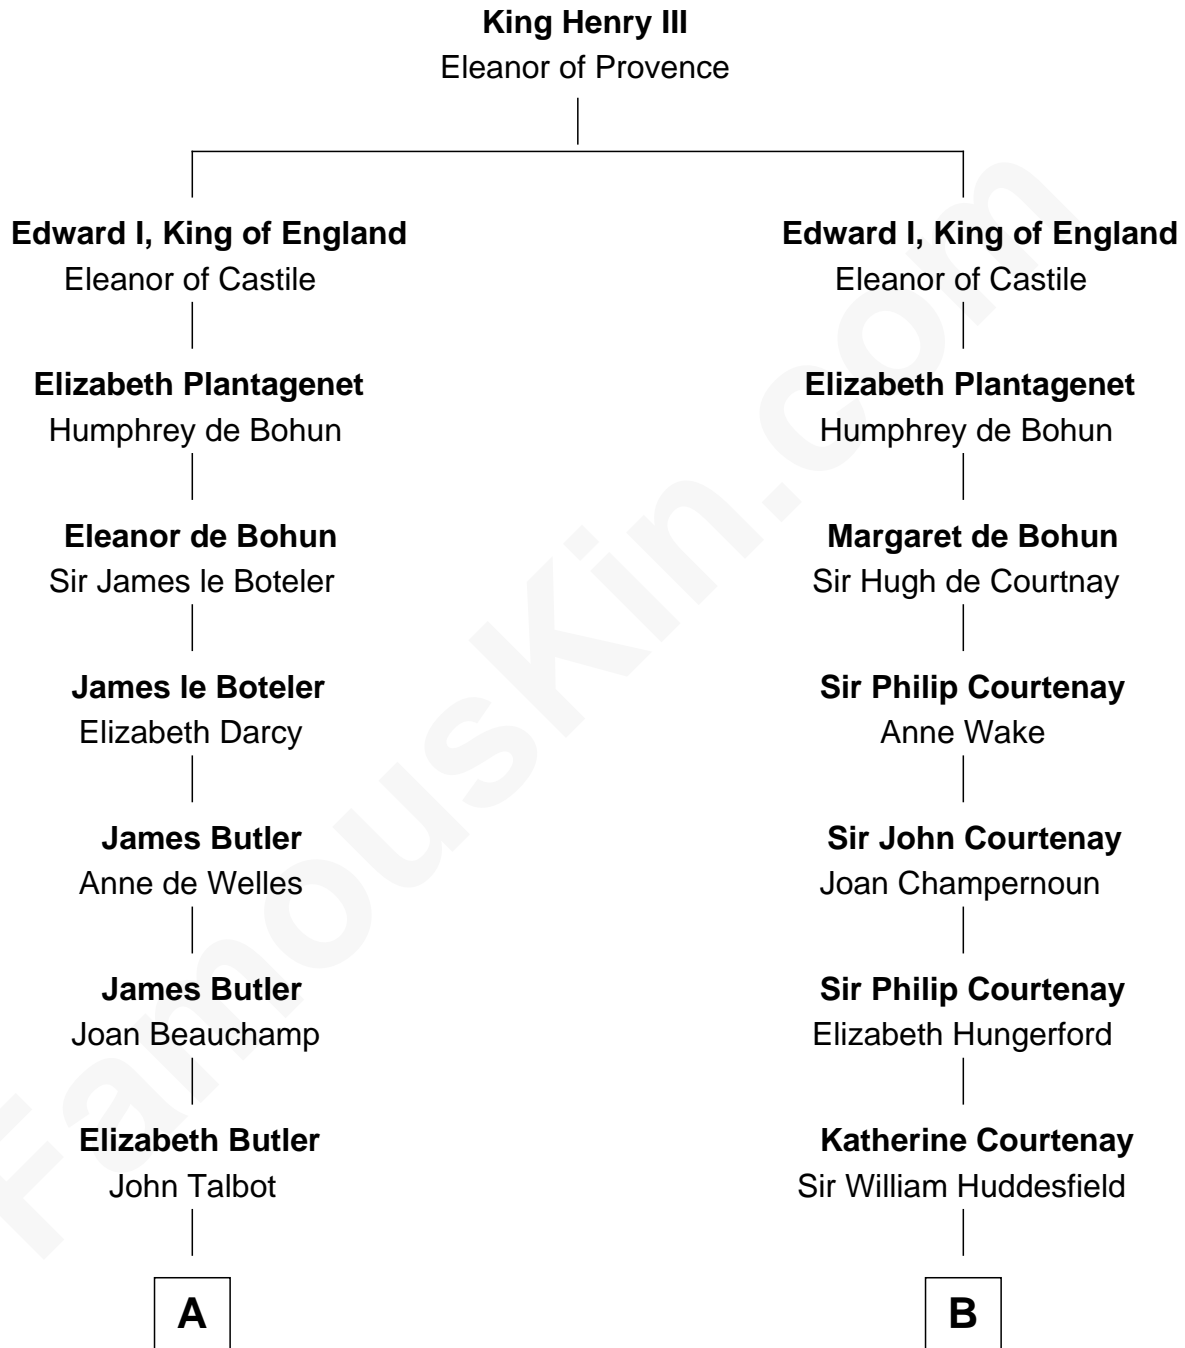 King Henry III
Eleanor of Provence
Edward I, King of England
Eleanor of Castile
Elizabeth Plantagenet
Humphrey de Bohun
Eleanor de Bohun
Sir James le Boteler
James le Boteler
Elizabeth Darcy
James Butler
Anne de Welles
James Butler
Joan Beauchamp
Elizabeth Butler
John Talbot
A
Edward I, King of England
Eleanor of Castile
Elizabeth Plantagenet
Humphrey de Bohun
Margaret de Bohun
Sir Hugh de Courtnay
Sir Philip Courtenay
Anne Wake
Sir John Courtenay
Joan Champernoun
Sir Philip Courtenay
Elizabeth Hungerford
Katherine Courtenay
Sir William Huddesfield
B
FamousKin.com